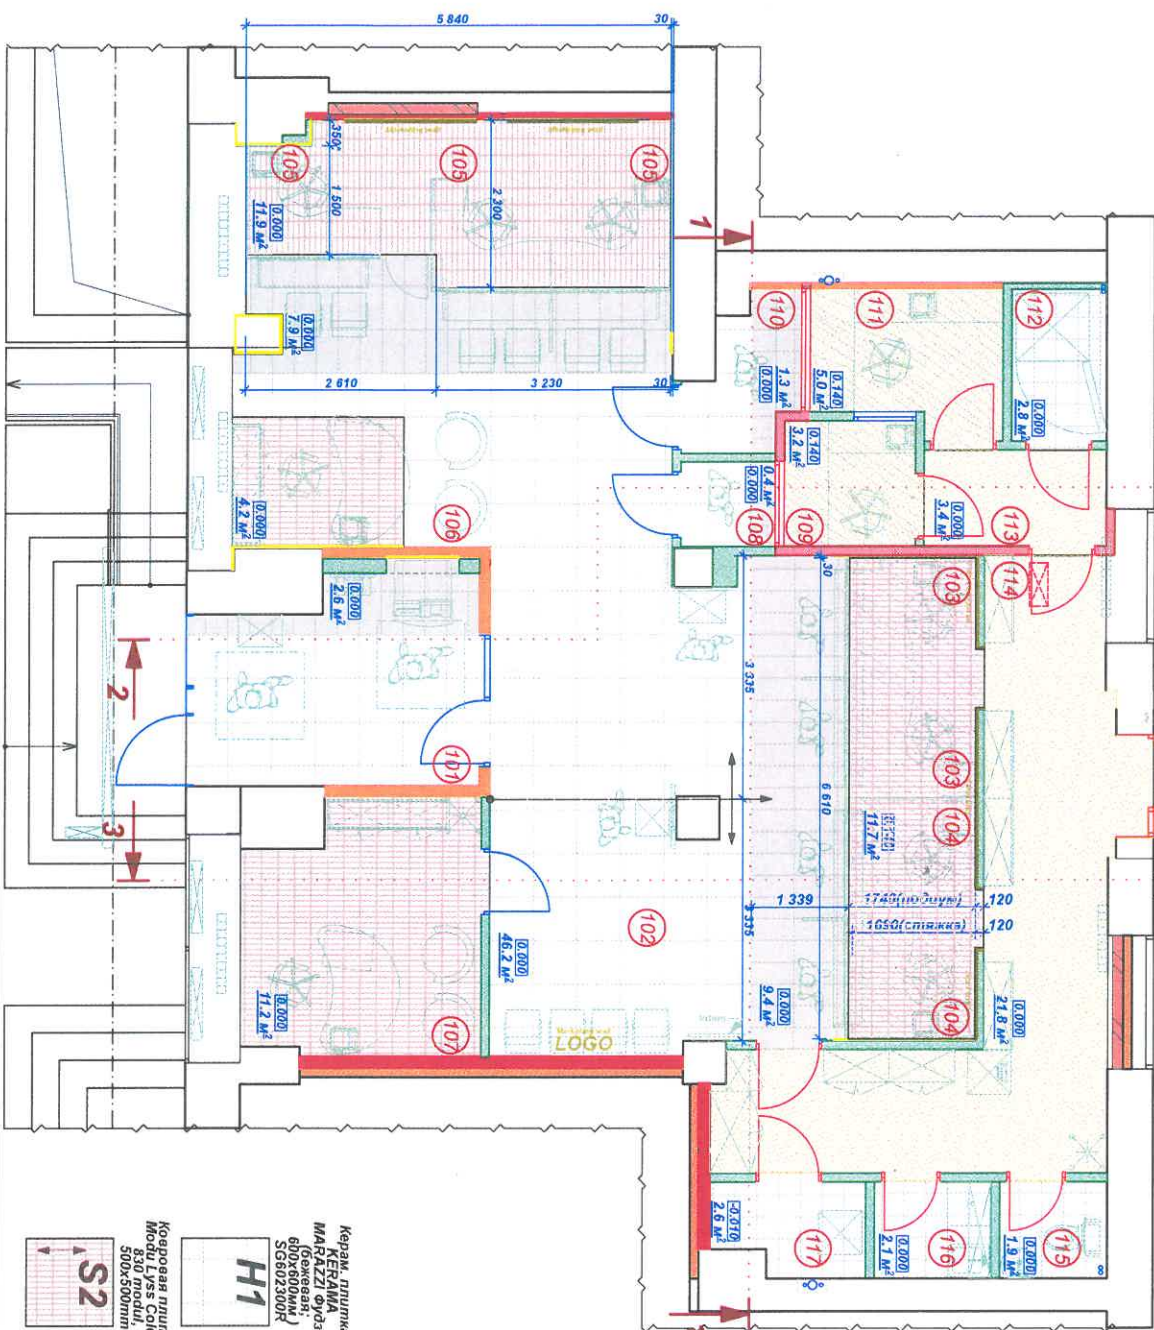 5 840
30
350
1 500
2 300
105
105
105
0.000
11.9 м²
0.000
7.9 м²
2 610
3 230
30
1
110
1.3 м²
0.000
111
0.140
5.0 м²
112
0.000
2.8 м²
0.140
3.2 м²
109
0.4 м²
108
0.000
3.4 м²
113
114
106
0.000
4.2 м²
0.000
2.6 м²
101
2
3
30
3 335
6 610
3 335
103
103
104
104
11.7 м²
1 339
1740(подиум)
120
1690(стяжка)
120
0.000
9.4 м²
0.000
21.8 м²
102
0.000
46.2 м²
LOGO
107
0.000
11.2 м²
-0.010
2.6 м²
117
116
0.000
2.1 м²
115
0.000
1.9 м²
Керам. плитка
KERAMA
MARAZZI Фудз
(бежевая;
600х600мм)
SG602300R
H1
Ковровая плит
Modu Lyss Colo
830 modul,
500x500mm
S2